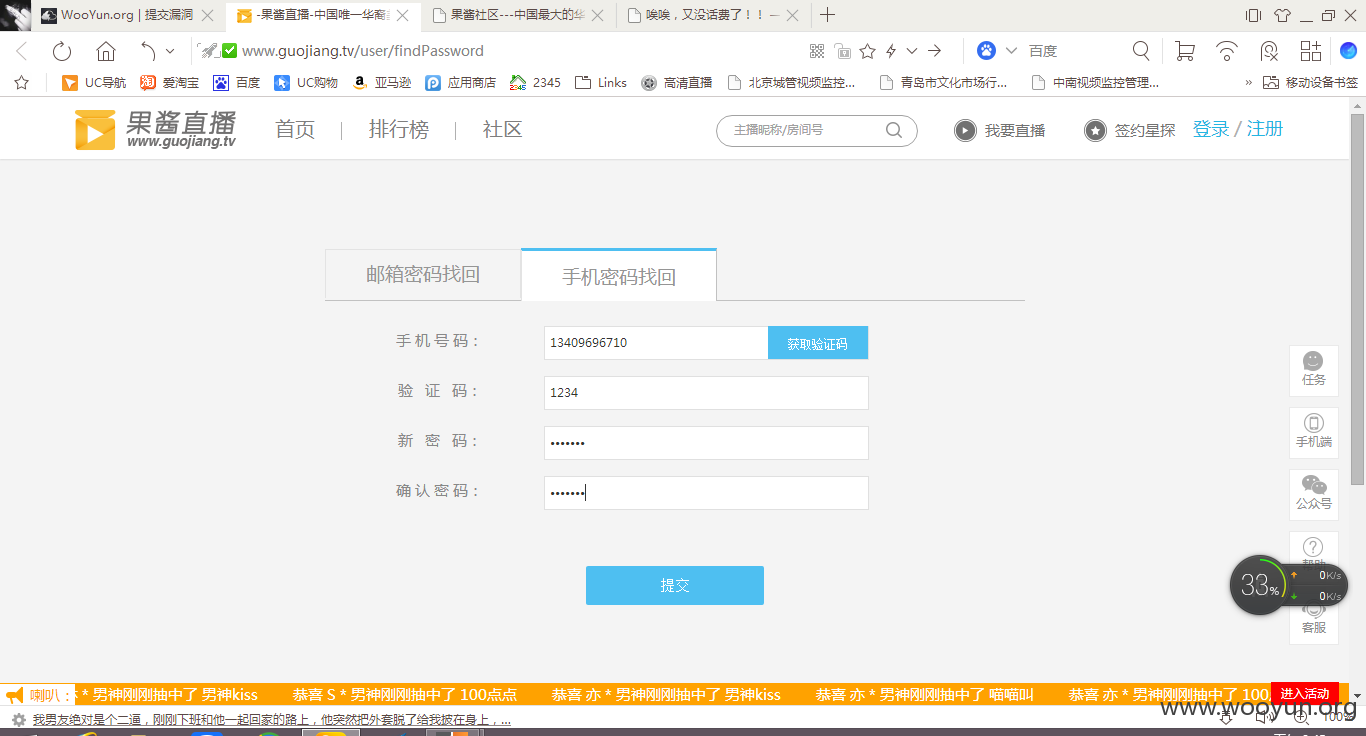 WooYun.org | 提交漏洞
-果酱直播-中国唯一华裔
果酱社区---中国最大的华
唉唉，又没话费了！！ —
www.guojiang.tv/user/findPassword
百度
UC导航 爱淘宝 百度 UC购物 亚马逊 应用商店 2345 Links 高清直播 北京城管视频监控... 青岛市文化市场行... 中南视频监控管理... » 移动设备书签
果酱直播
www.guojiang.tv
首页 | 排行榜 | 社区
主播昵称/房间号
我要直播
签约星探
登录 / 注册
邮箱密码找回
手机密码找回
手机号码： 13409696710 获取验证码
验 证 码： 1234
新 密 码： •••••••
确认密码： •••••••
提交
任务
手机端
公众号
帮助
客服
33%
0K/s
0K/s
喇叭：
* 男神刚刚抽中了 男神kiss 恭喜 S * 男神刚刚抽中了 100点点 恭喜 亦 * 男神刚刚抽中了 男神kiss 恭喜 亦 * 男神刚刚抽中了 喵喵叫 恭喜 亦 * 男神刚刚抽中了 100
进入活动
我男友绝对是个二逼，刚刚下班和他一起回家的路上，他突然把外套脱了给我披在身上，...
100%
www.wooyun.org